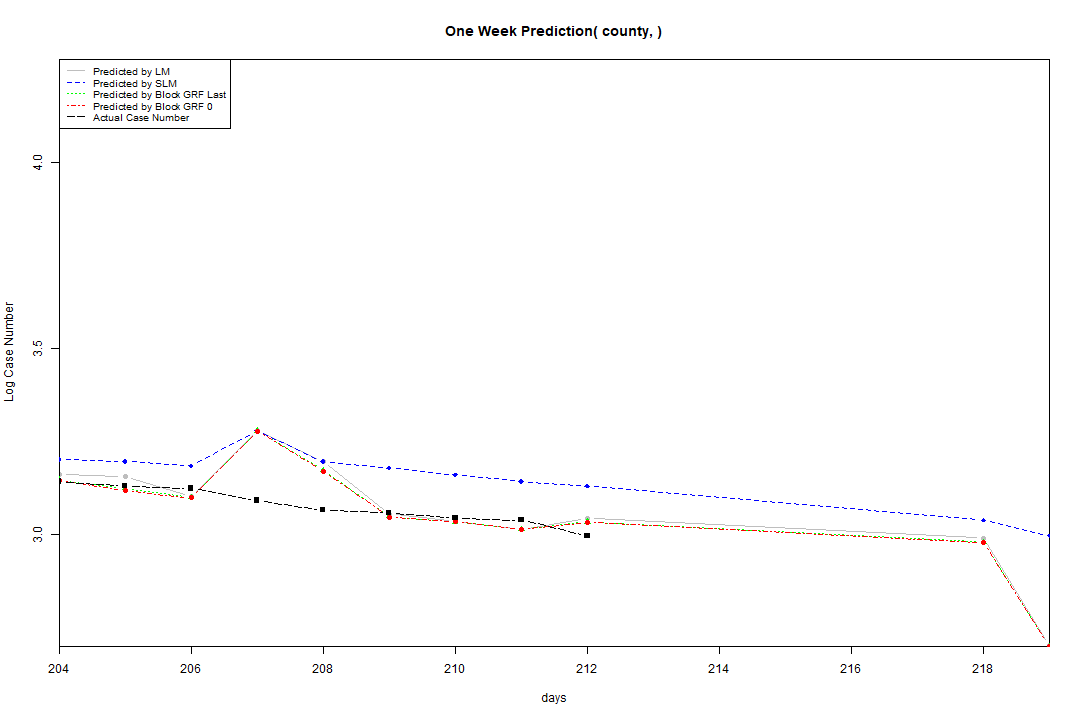 One Week Prediction( county, )
Predicted by LM
Predicted by SLM
Predicted by Block GRF Last
Predicted by Block GRF 0
Actual Case Number
4.0
3.5
3.0
Log Case Number
204 206 208 210 212 214 216 218
days